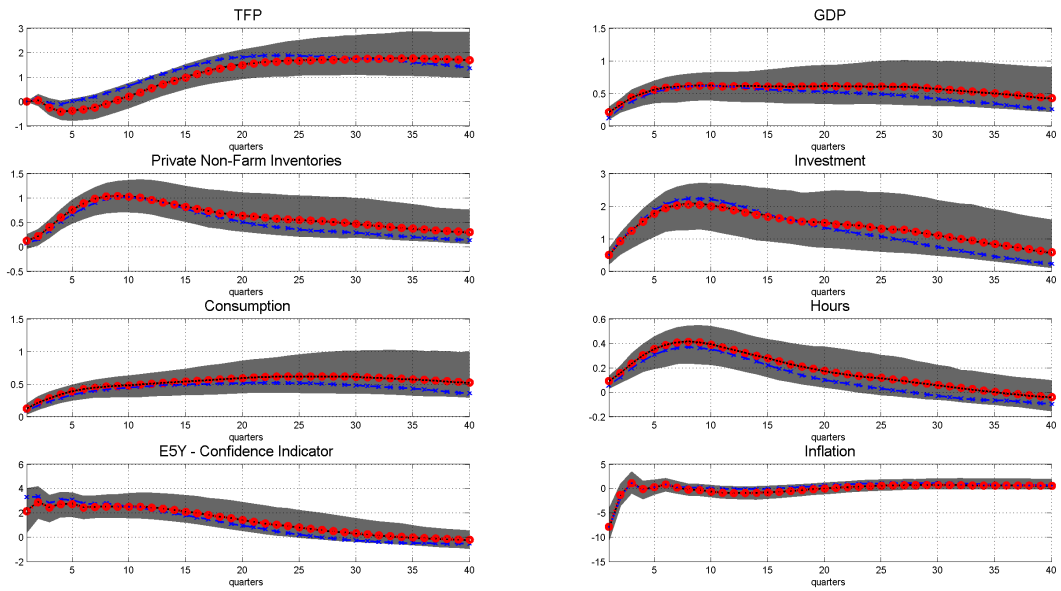 TFP
3
2
1
0
-1
5 10 15 20 25 30 35 40
quarters
GDP
1.5
1
0.5
0
5 10 15 20 25 30 35 40
quarters
Private Non-Farm Inventories
1.5
1
0.5
0
-0.5
5 10 15 20 25 30 35 40
quarters
Investment
3
2
1
0
5 10 15 20 25 30 35 40
quarters
Consumption
1.5
1
0.5
0
5 10 15 20 25 30 35 40
quarters
Hours
0.6
0.4
0.2
0
-0.2
5 10 15 20 25 30 35 40
quarters
E5Y - Confidence Indicator
6
4
2
0
-2
5 10 15 20 25 30 35 40
quarters
Inflation
5
0
-5
-10
-15
5 10 15 20 25 30 35 40
quarters